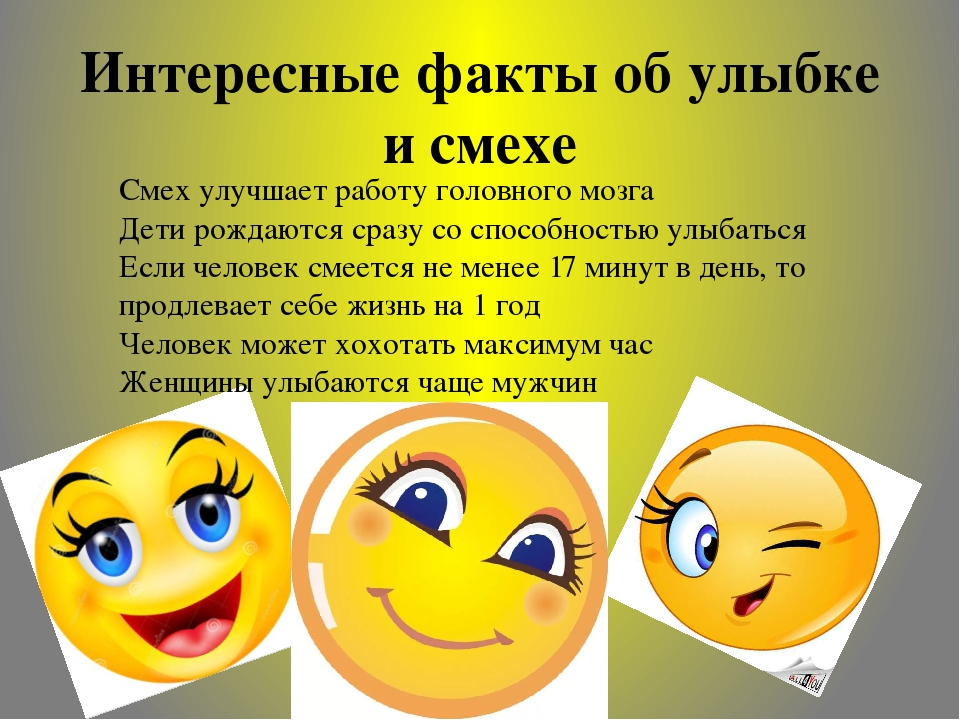 Интересные факты об улыбке
и смехе
Смех улучшает работу головного мозга
Дети рождаются сразу со способностью улыбаться
Если человек смеется не менее 17 минут в день, то
продлевает себе жизнь на 1 год
Человек может хохотать максимум час
Женщины улыбаются чаще мужчин